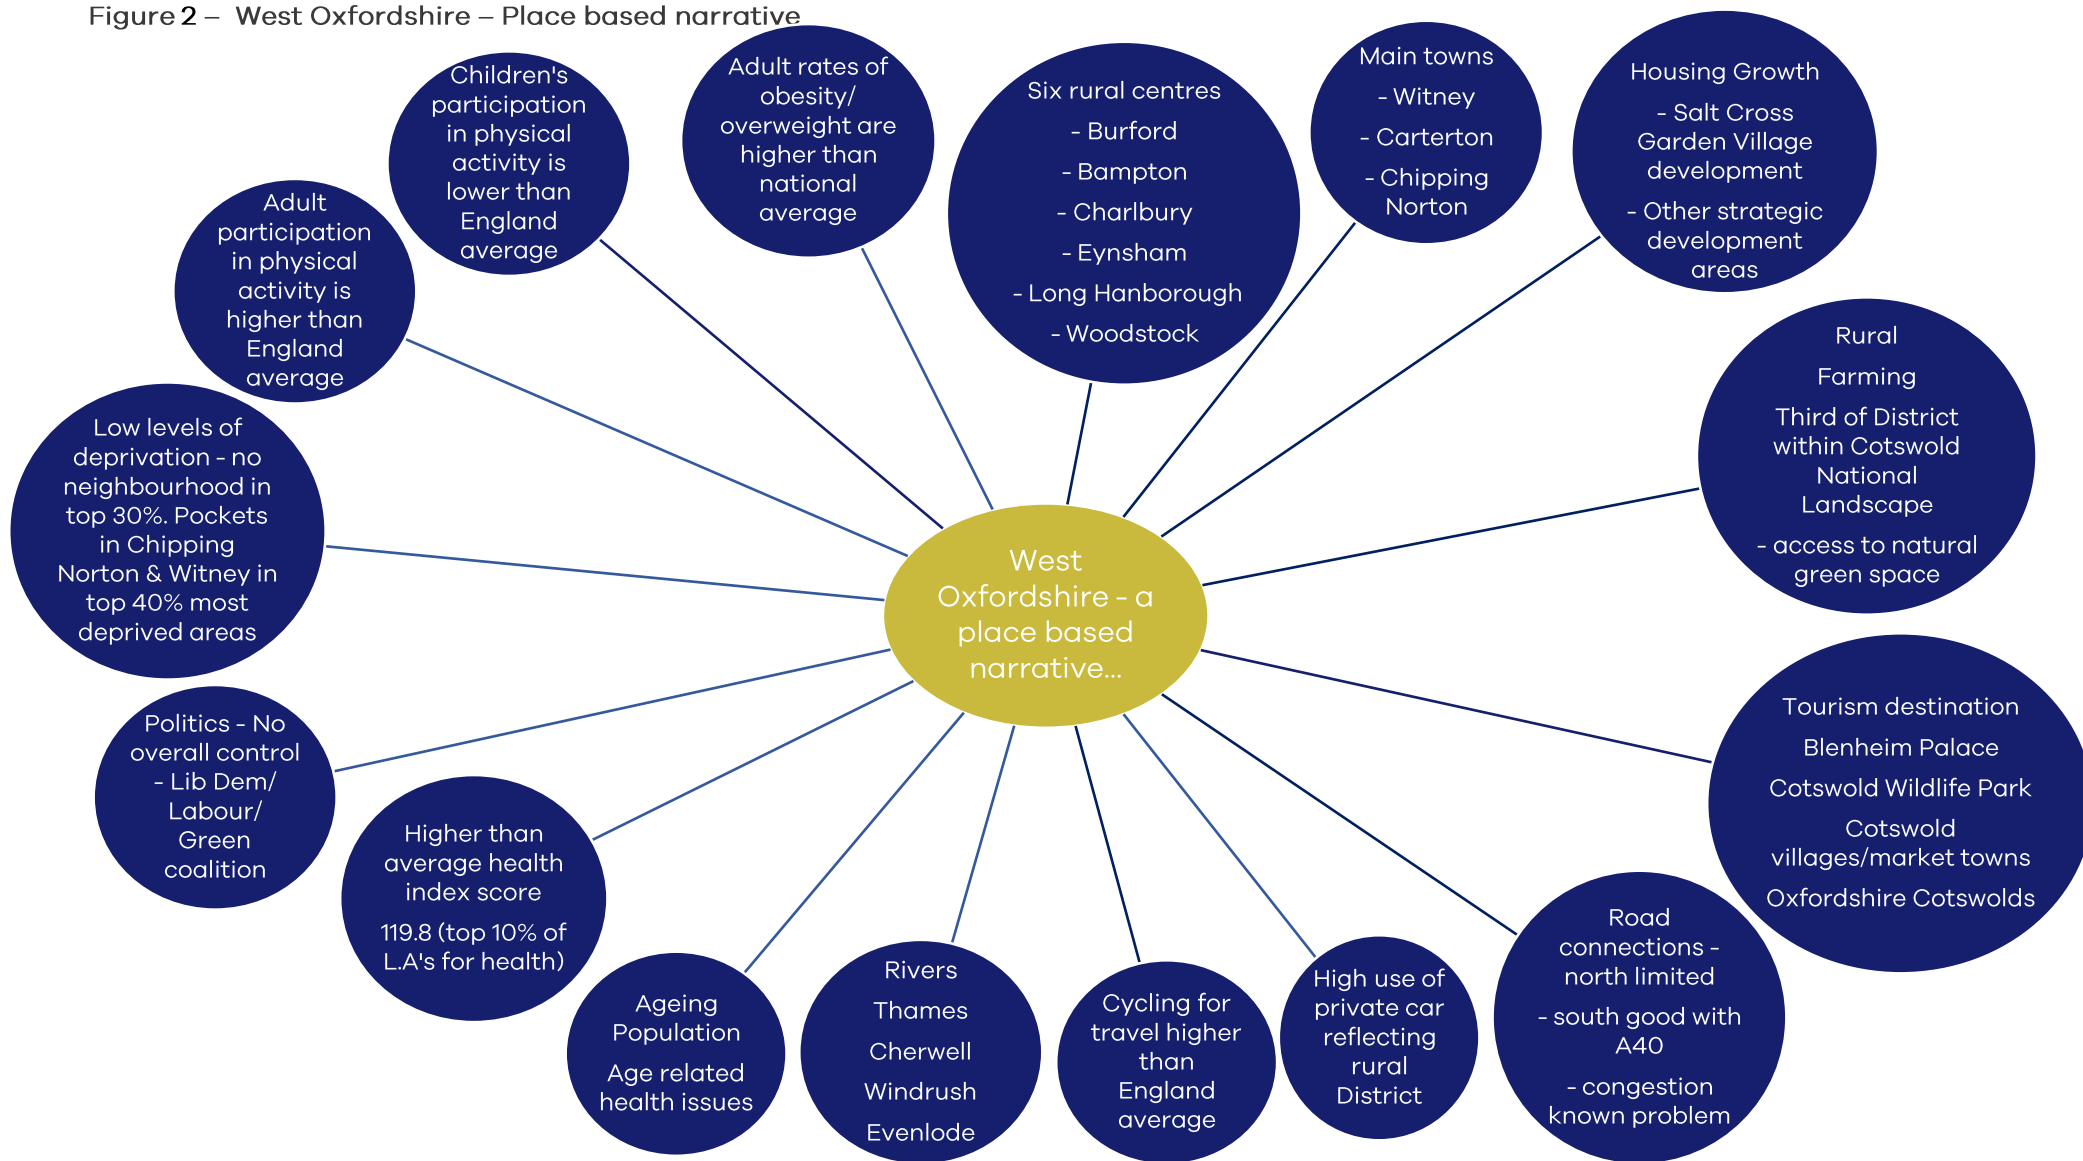 Figure 2 – West Oxfordshire – Place based narrative
Children's
participation
in physical
activity is
lower than
England
average
Adult rates of
obesity/
overweight are
higher than
national
average
Six rural centres
- Burford
- Bampton
- Charlbury
- Eynsham
- Long Hanborough
- Woodstock
Main towns
- Witney
- Carterton
- Chipping
Norton
Housing Growth
- Salt Cross
Garden Village
development
- Other strategic
development
areas
Adult
participation
in physical
activity is
higher than
England
average
Rural
Farming
Third of District
within Cotswold
National
Landscape
- access to natural
green space
Low levels of
deprivation - no
neighbourhood in
top 30%. Pockets
in Chipping
Norton & Witney in
top 40% most
deprived areas
West
Oxfordshire - a
place based
narrative...
Tourism destination
Blenheim Palace
Cotswold Wildlife Park
Cotswold
villages/market towns
Oxfordshire Cotswolds
Politics - No
overall control
- Lib Dem/
Labour/
Green
coalition
Higher than
average health
index score
119.8 (top 10% of
L.A's for health)
Ageing
Population
Age related
health issues
Rivers
Thames
Cherwell
Windrush
Evenlode
Cycling for
travel higher
than
England
average
High use of
private car
reflecting
rural
District
Road
connections -
north limited
- south good with
A40
- congestion
known problem